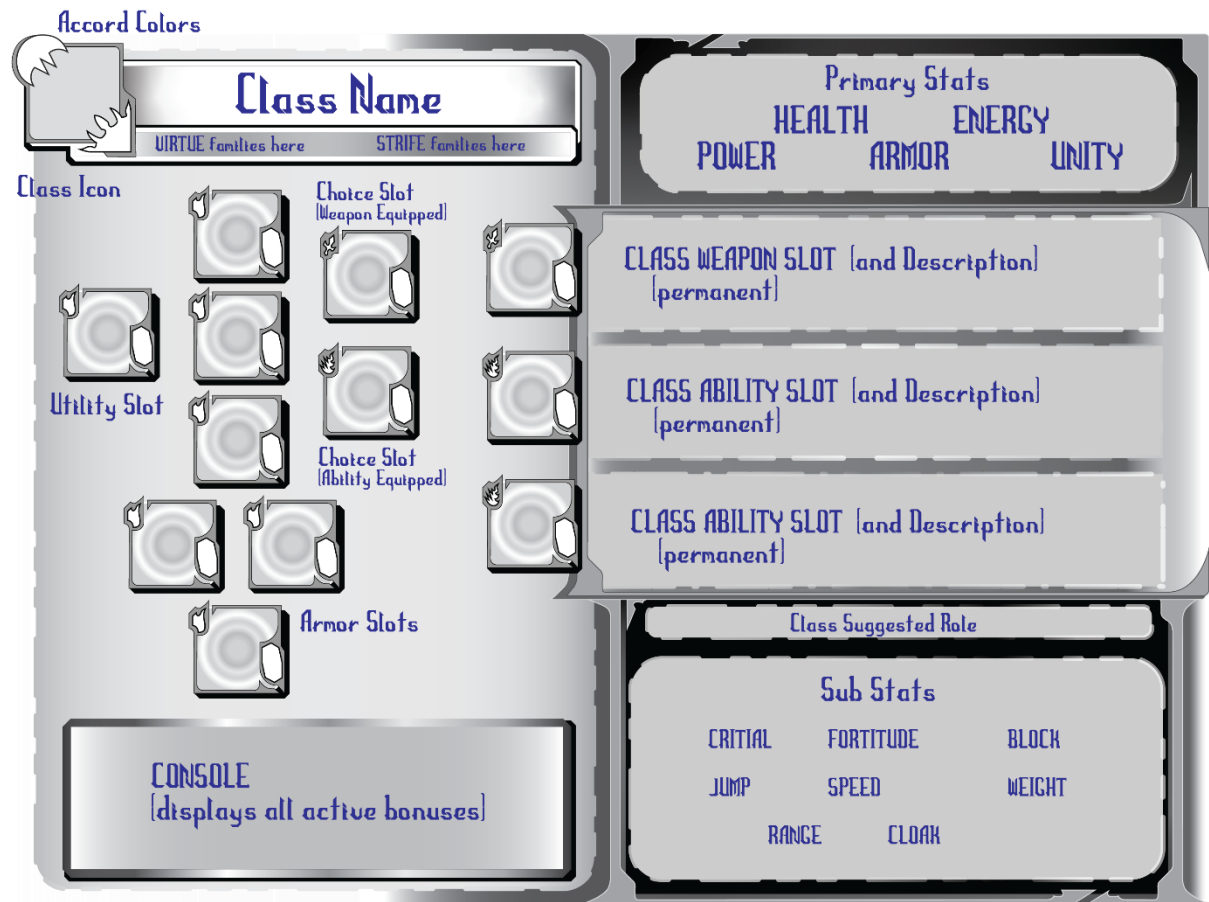 Accord Colors
Class Name
VIRTUE families here
STRIFE families here
Class Icon
Choice Slot
(Weapon Equipped)
Utility Slot
Choice Slot
(Ability Equipped)
Armor Slots
CONSOLE
(displays all active bonuses)
Primary Stats
HEALTH ENERGY
POWER ARMOR UNITY
CLASS WEAPON SLOT (and Description)
(permanent)
CLASS ABILITY SLOT (and Description)
(permanent)
CLASS ABILITY SLOT (and Description)
(permanent)
Class Suggested Role
Sub Stats
CRITIAL FORTITUDE BLOCK
JUMP SPEED WEIGHT
RANGE CLOAK